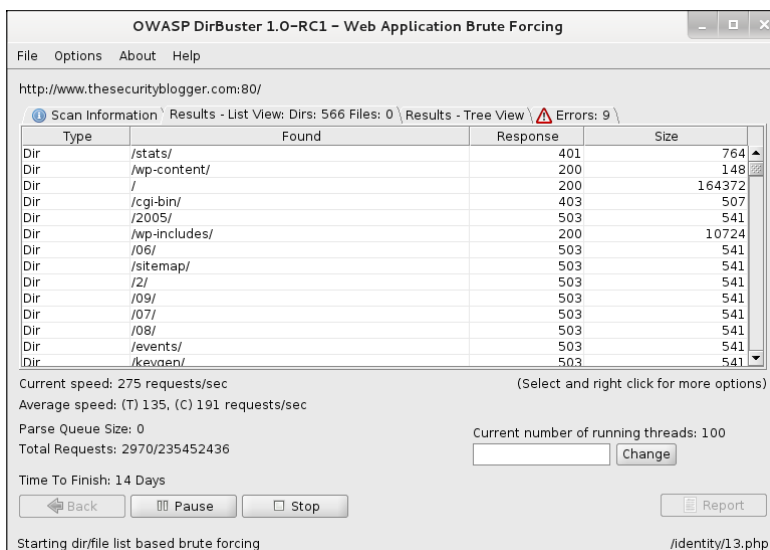 OWASP DirBuster 1.0-RC1 - Web Application Brute Forcing
File Options About Help
http://www.thesecurityblogger.com:80/
Scan Information Results - List View: Dirs: 566 Files: 0 Results - Tree View Errors: 9
Type Found Response Size
Dir /stats/ 401 764
Dir /wp-content/ 200 148
Dir / 200 164372
Dir /cgi-bin/ 403 507
Dir /2005/ 503 541
Dir /wp-includes/ 200 10724
Dir /06/ 503 541
Dir /sitemap/ 503 541
Dir /2/ 503 541
Dir /09/ 503 541
Dir /07/ 503 541
Dir /08/ 503 541
Dir /events/ 503 541
Dir /keygen/ 503 541
Current speed: 275 requests/sec (Select and right click for more options)
Average speed: (T) 135, (C) 191 requests/sec
Parse Queue Size: 0 Current number of running threads: 100
Total Requests: 2970/235452436 Change
Time To Finish: 14 Days
Back Pause Stop Report
Starting dir/file list based brute forcing /identity/13.php